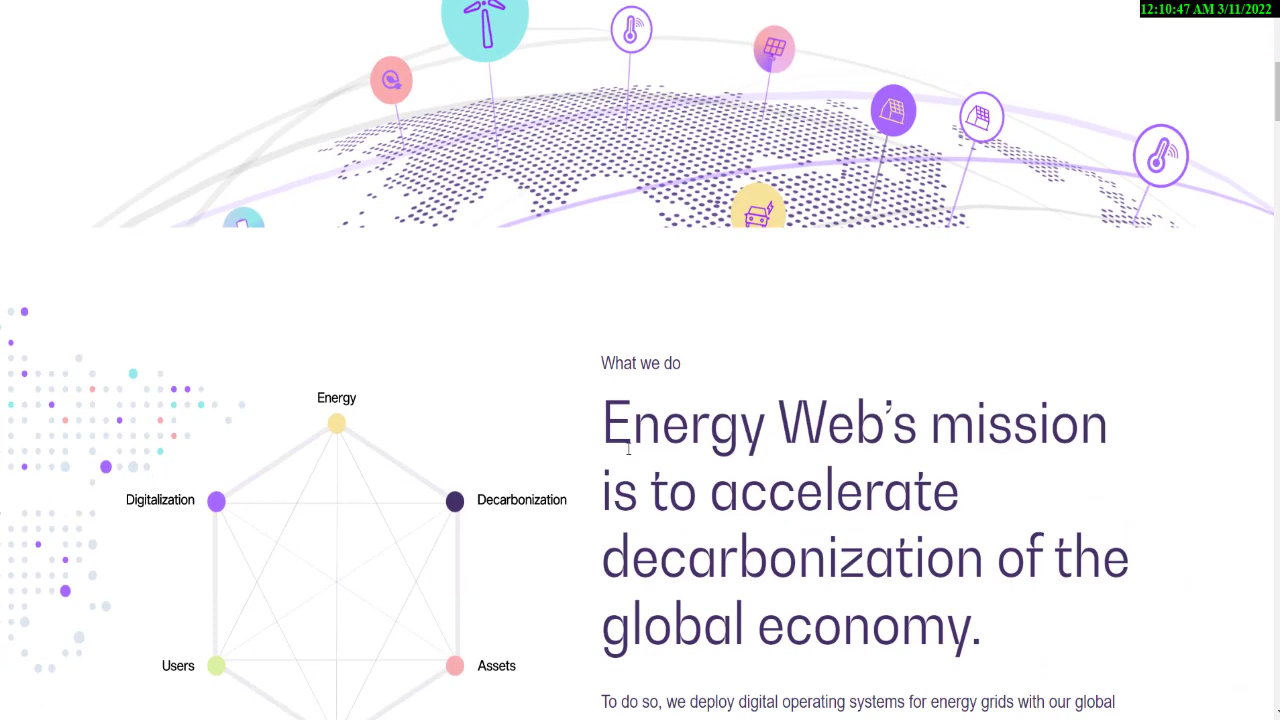 12:10:47 AM 3/11/2022
What we do
Energy Web's mission
is to accelerate
decarbonization of the
global economy.
To do so, we deploy digital operating systems for energy grids with our global
Energy
Digitalization
Decarbonization
Users
Assets